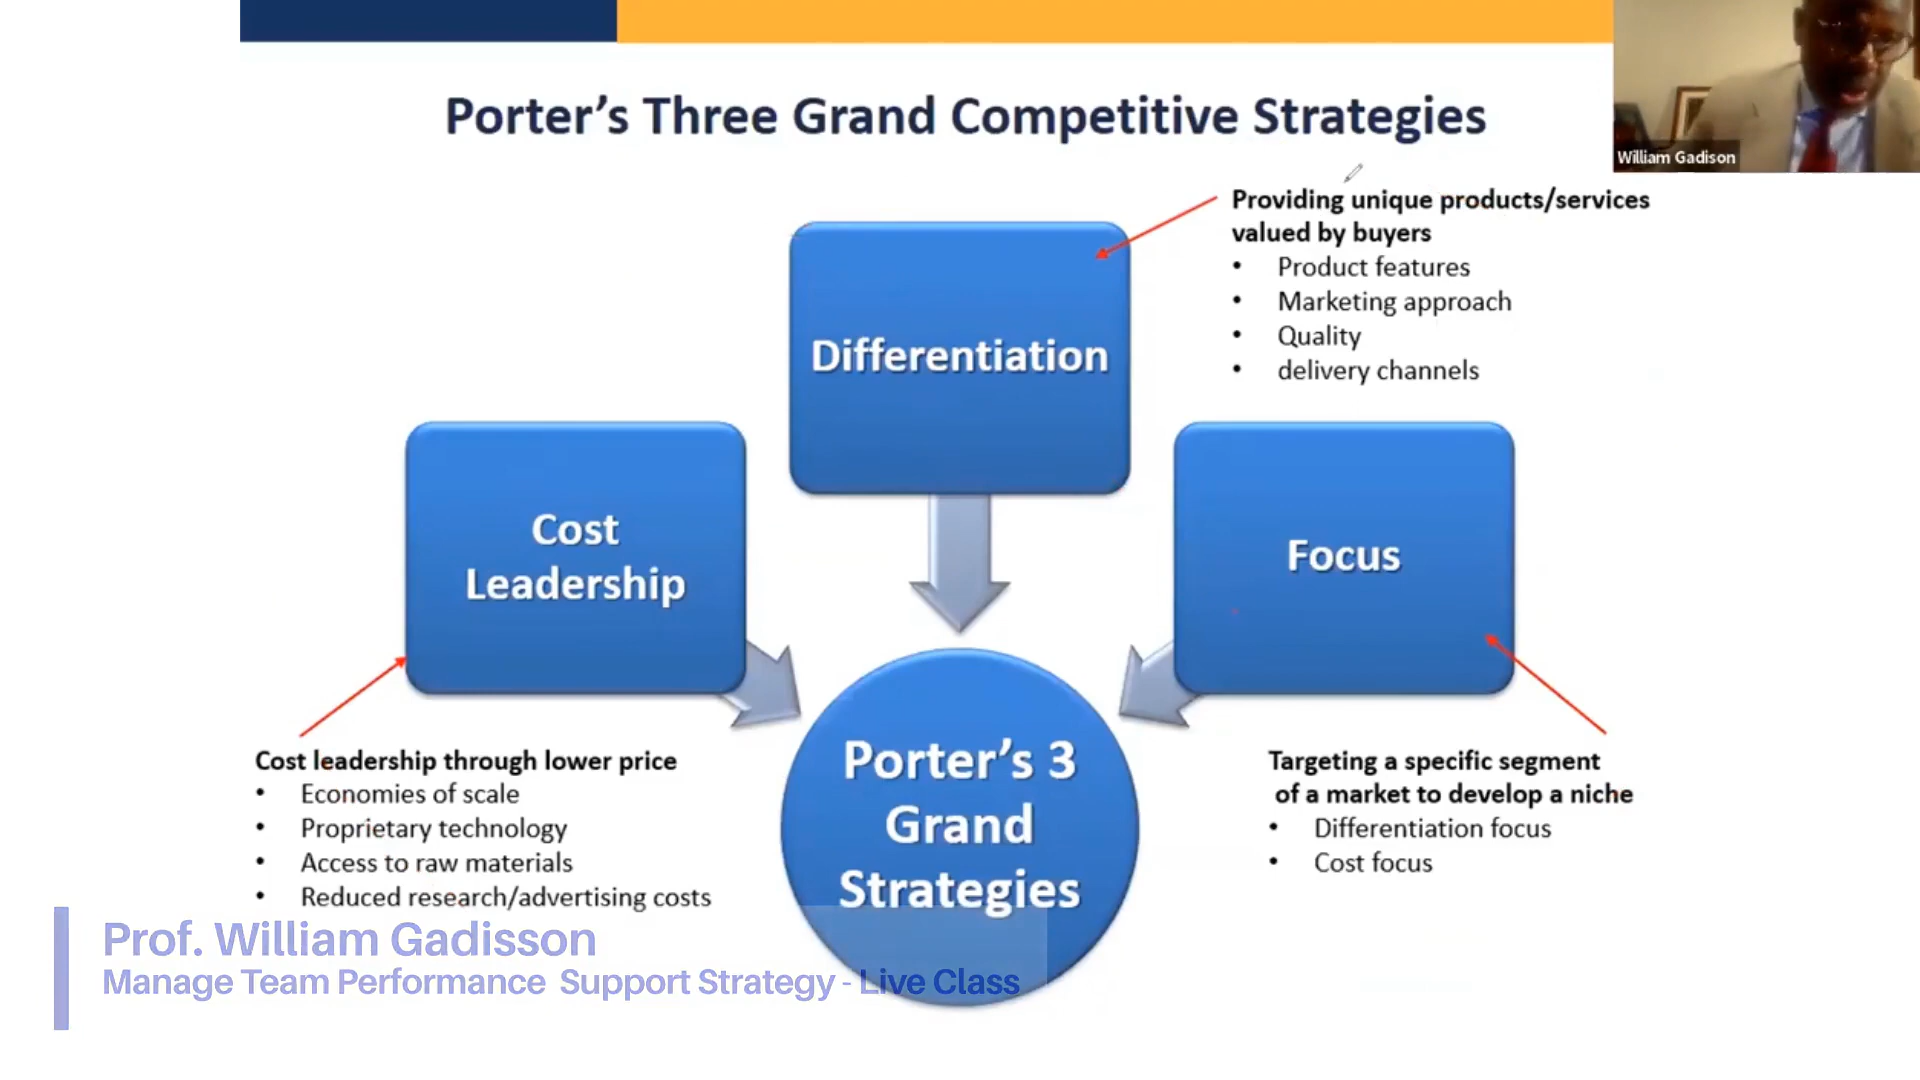 Porter's Three Grand Competitive Strategies
William Gadison
Providing unique products/services
valued by buyers
• Product features
• Marketing approach
• Quality
• delivery channels
Differentiation
Cost
Leadership
Focus
Cost leadership through lower price
• Economies of scale
• Proprietary technology
• Access to raw materials
• Reduced research/advertising costs
Porter's 3
Grand
Strategies
Targeting a specific segment
of a market to develop a niche
• Differentiation focus
• Cost focus
Prof. William Gadisson
Manage Team Performance Support Strategy - Live Class